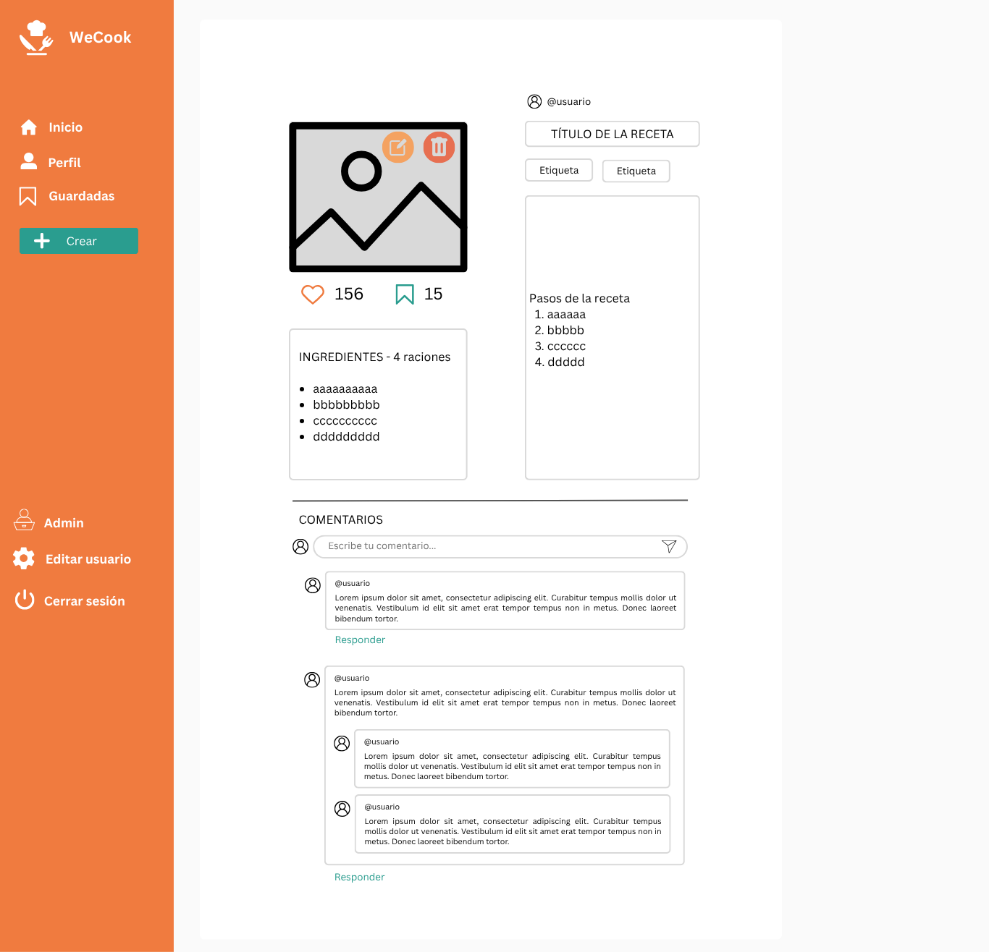 WeCook
Inicio
Perfil
Guardadas
Crear
Admin
Editar usuario
Cerrar sesión
156
15
INGREDIENTES - 4 raciones
• aaaaaaaaaa
• bbbbbbbbb
• cccccccccc
• ddddddddd
@usuario
TÍTULO DE LA RECETA
Etiqueta
Etiqueta
Pasos de la receta
1. aaaaaa
2. bbbbb
3. cccccc
4. ddddd
COMENTARIOS
Escribe tu comentario...
@usuario
Lorem ipsum dolor sit amet, consectetur adipiscing elit. Curabitur tempus mollis dolor ut
venenatis. Vestibulum id elit sit amet erat tempor tempus non in metus. Donec laoreet
bibendum tortor.
Responder
@usuario
Lorem ipsum dolor sit amet, consectetur adipiscing elit. Curabitur tempus mollis dolor ut
venenatis. Vestibulum id elit sit amet erat tempor tempus non in metus. Donec laoreet
bibendum tortor.
@usuario
Lorem ipsum dolor sit amet, consectetur adipiscing elit. Curabitur tempus
mollis dolor ut venenatis. Vestibulum id elit sit amet erat tempor tempus non in
metus. Donec laoreet bibendum tortor.
@usuario
Lorem ipsum dolor sit amet, consectetur adipiscing elit. Curabitur tempus
mollis dolor ut venenatis. Vestibulum id elit sit amet erat tempor tempus non in
metus. Donec laoreet bibendum tortor.
Responder